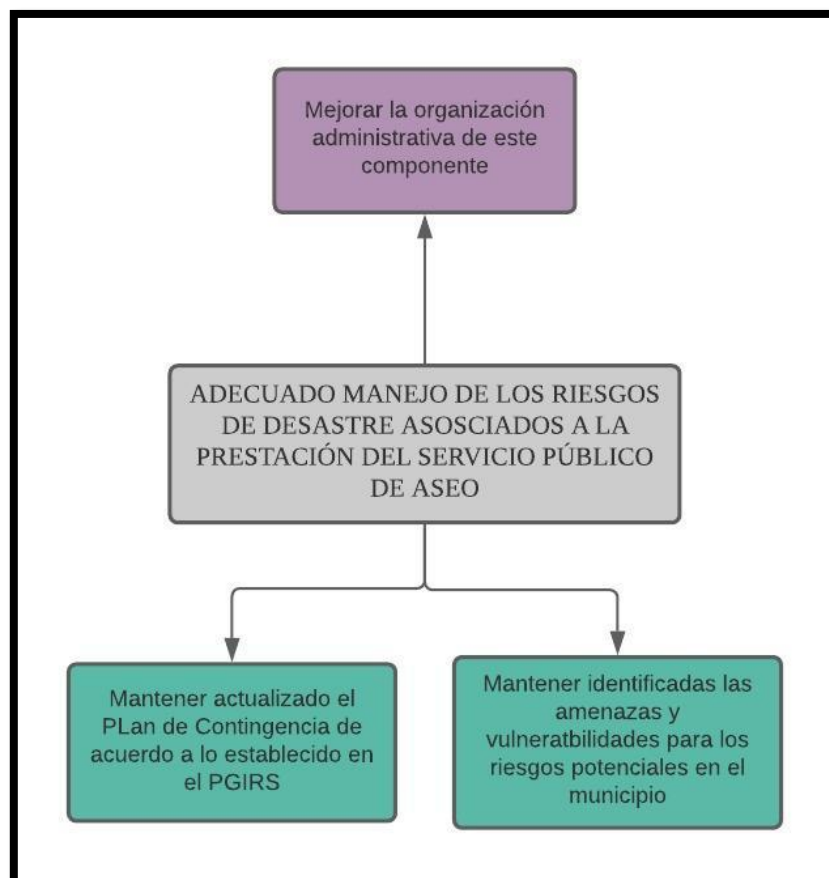 Mejorar la organización
administrativa de este
componente
ADECUADO MANEJO DE LOS RIESGOS
DE DESASTRE ASOSCIADOS A LA
PRESTACIÓN DEL SERVICIO PÚBLICO
DE ASEO
Mantener actualizado el
PLan de Contingencia de
acuerdo a lo establecido en
el PGIRS
Mantener identificadas las
amenazas y
vulneratbilidades para los
riesgos potenciales en el
municipio